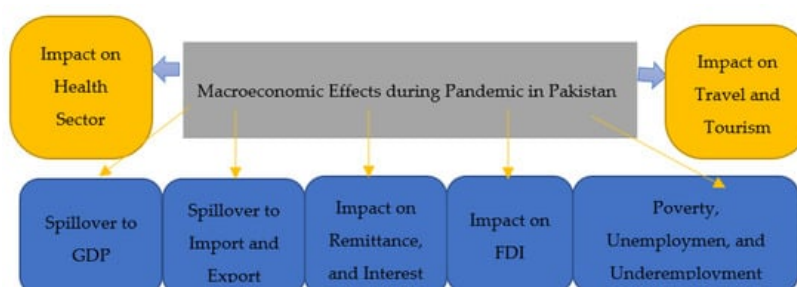 Impact on
Health
Sector
Macroeconomic Effects during Pandemic in Pakistan
Impact on
Travel and
Tourism
Spillover to
GDP
Spillover to
Import and
Export
Impact on
Remittance,
and Interest
Impact on
FDI
Poverty,
Unemploymen, and
Underemployment